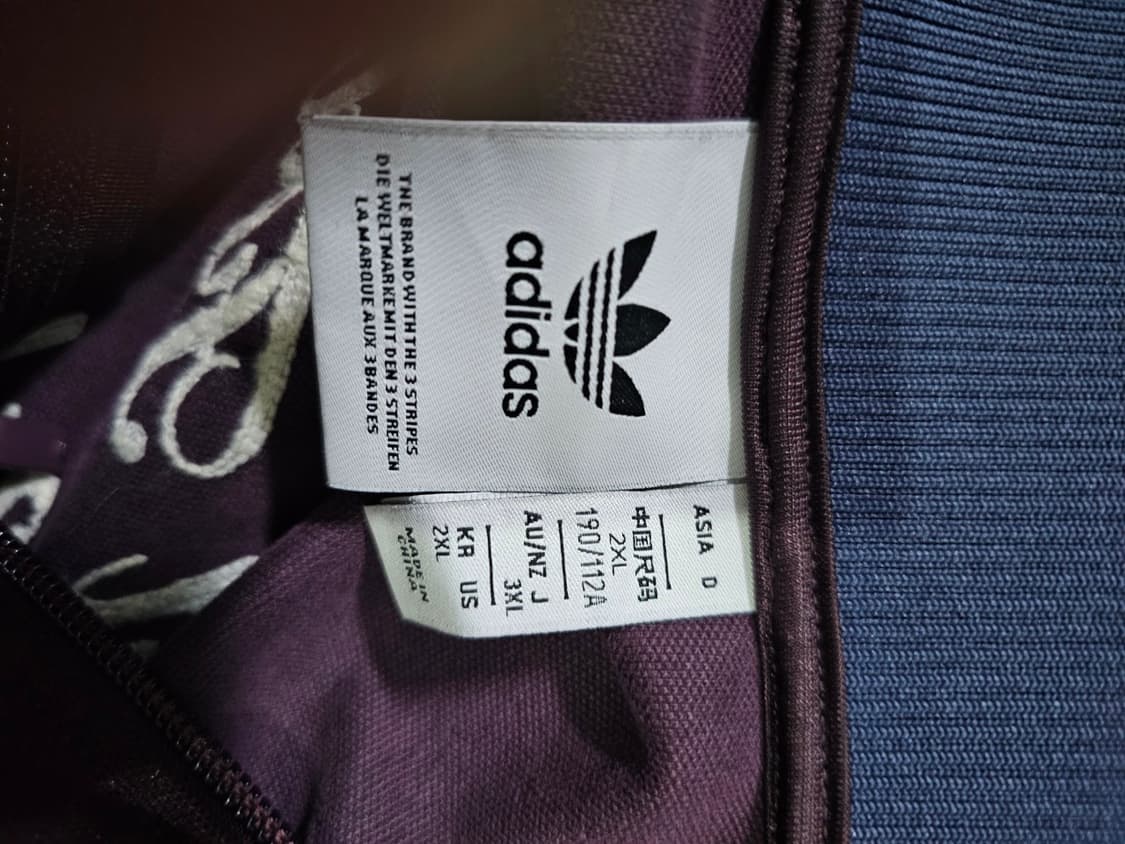 adidas
THE BRAND WITH THE 3 STRIPES
DIE WELTMARKE MIT DEN 3 STREIFEN
LA MARQUE AUX 3 BANDES
ASIA D
中国尺码
2XL
190/112A
AU/NZ J
3XL
KR US
2XL
MADE IN
CHINA